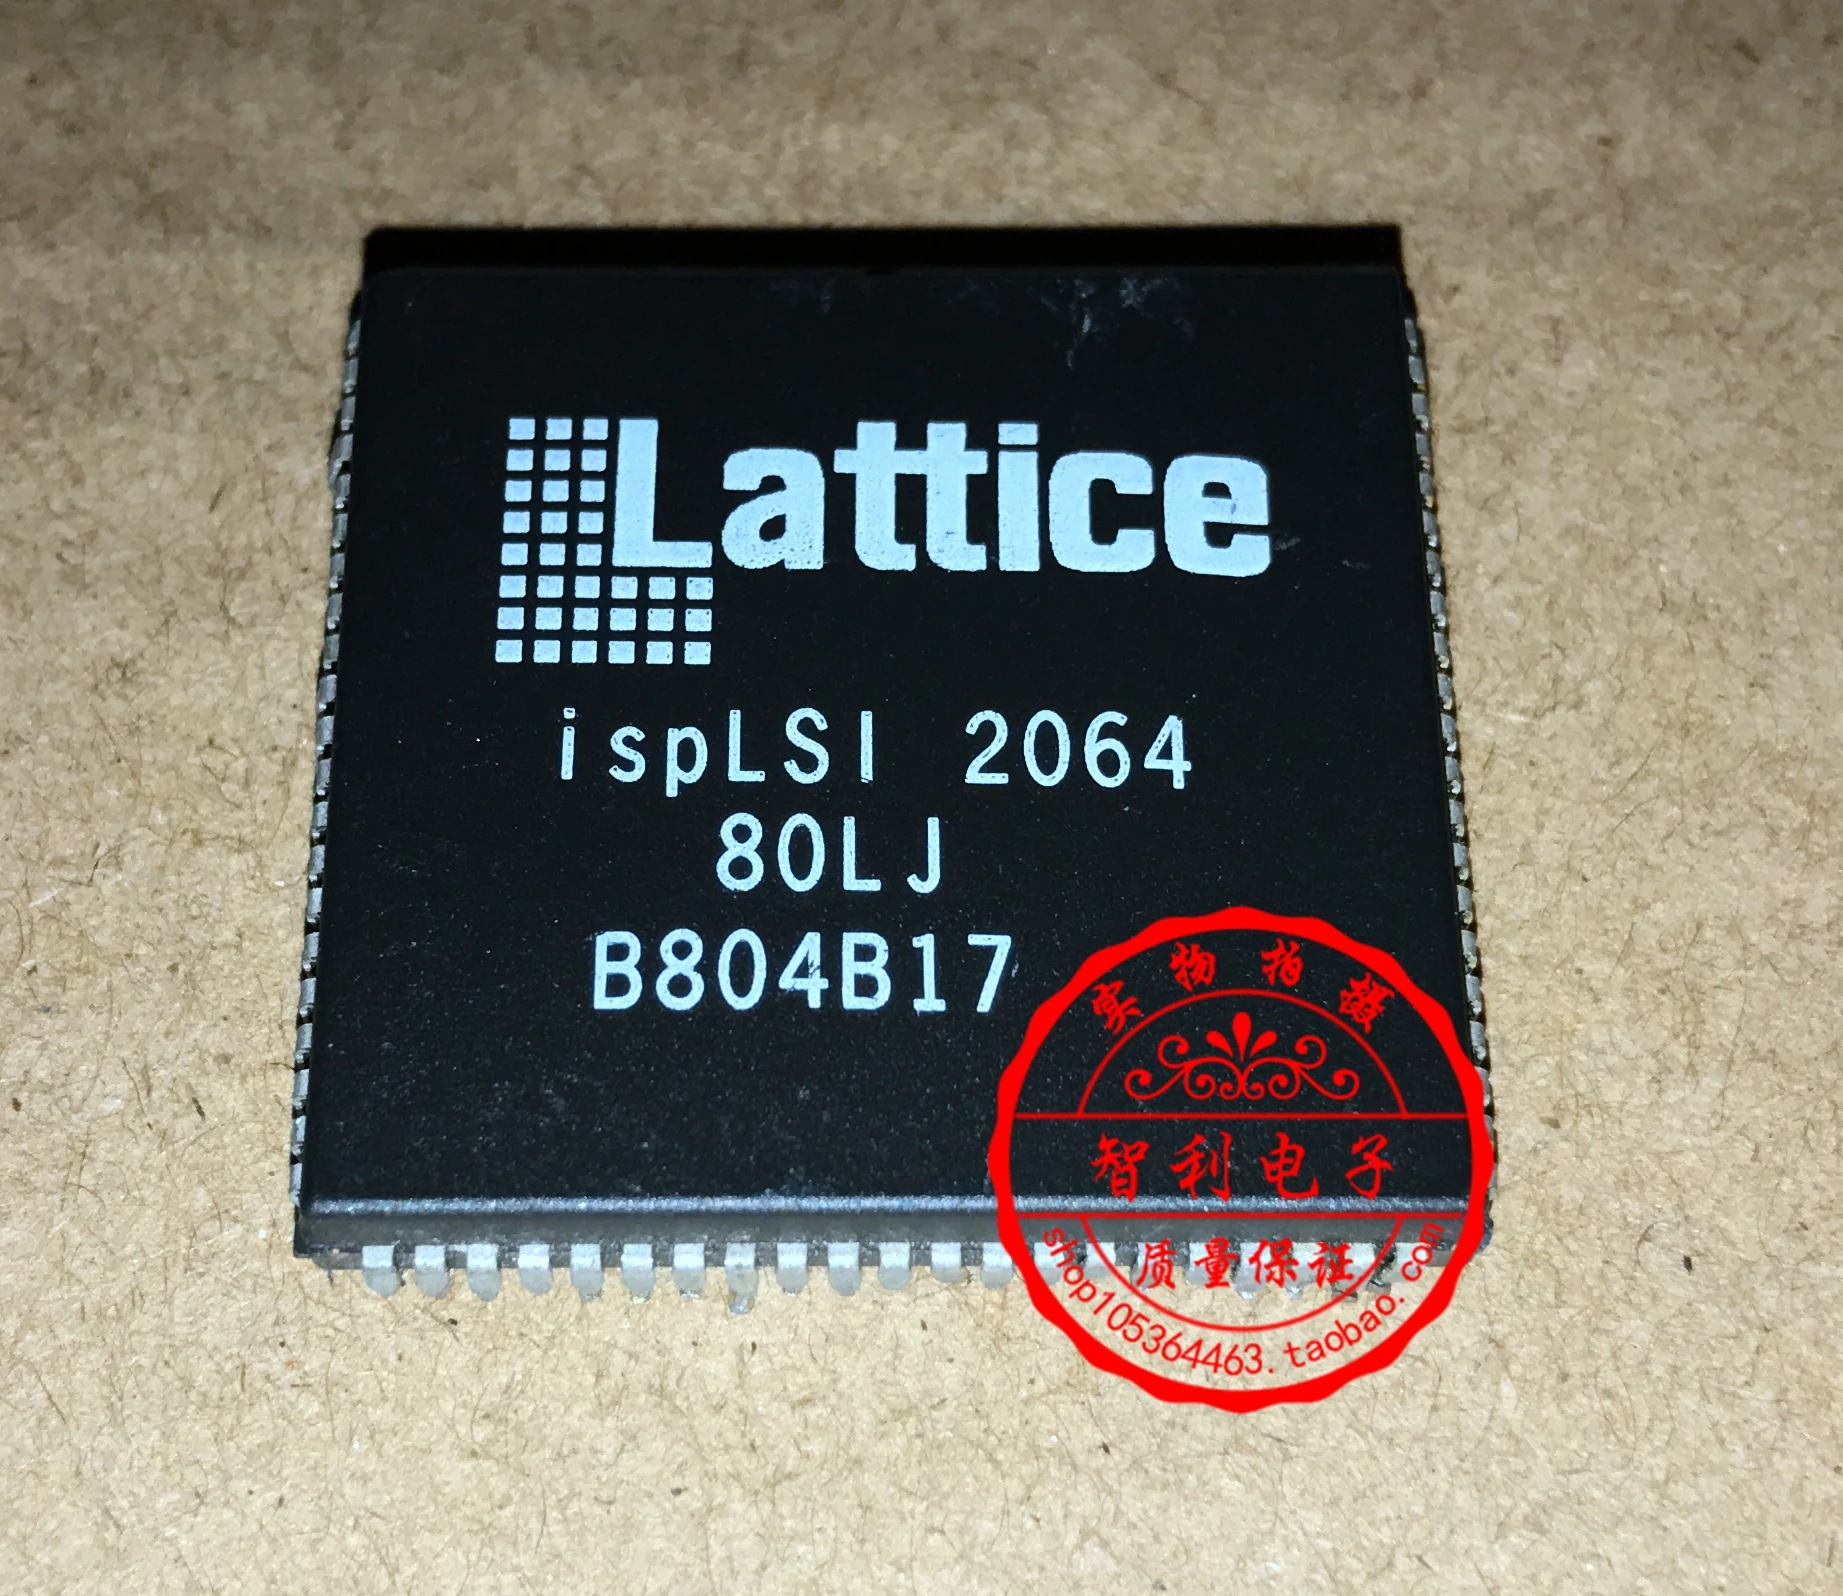 Lattice
ispLSI 2064
80LJ
B804B17
实物拍摄
智利电子
质量保证
shop105364463.taobao.com